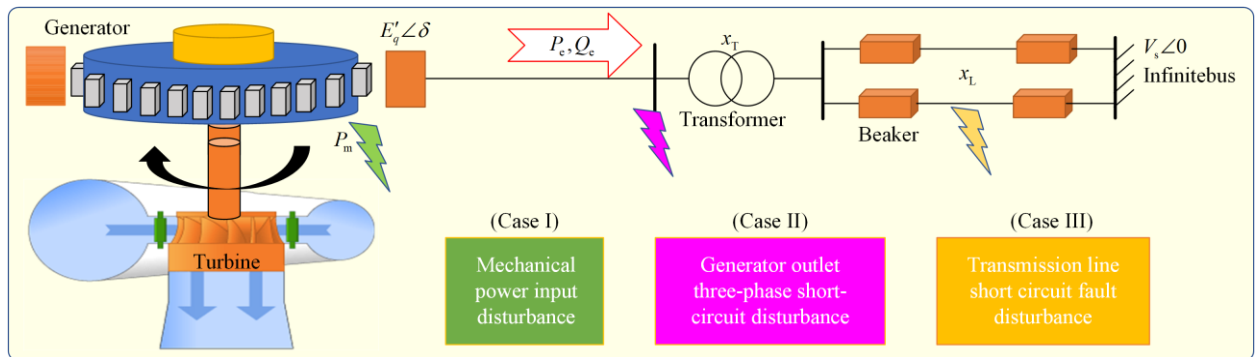 Generator
E′q∠δ
Pe,Qe
xT
Vs∠0
Infinitebus
xL
Transformer
Beaker
Pm
Turbine
(Case I)
Mechanical
power input
disturbance
(Case II)
Generator outlet
three-phase short-
circuit disturbance
(Case III)
Transmission line
short circuit fault
disturbance